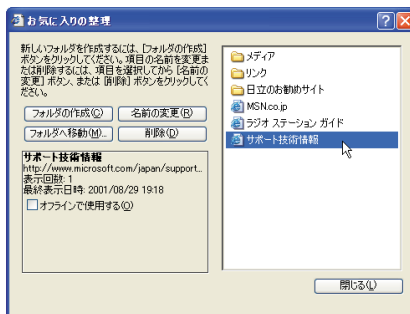 お気に入りの整理
新しいフォルダを作成するには、[フォルダの作成]
ボタンをクリックしてください。項目の名前を変更ま
たは削除するには、項目を選択してから [名前の
変更] ボタン、または [削除] ボタンをクリックしてく
ださい。
フォルダの作成(C)
名前の変更(R)
フォルダへ移動(M)...
削除(D)
サポート技術情報
http://www.microsoft.com/japan/support...
表示回数: 1
最終表示日時: 2001/08/29 19:18
オフラインで使用する(O)
メディア
リンク
日立のお勧めサイト
MSN.co.jp
ラジオ ステーション ガイド
サポート技術情報
閉じる(L)